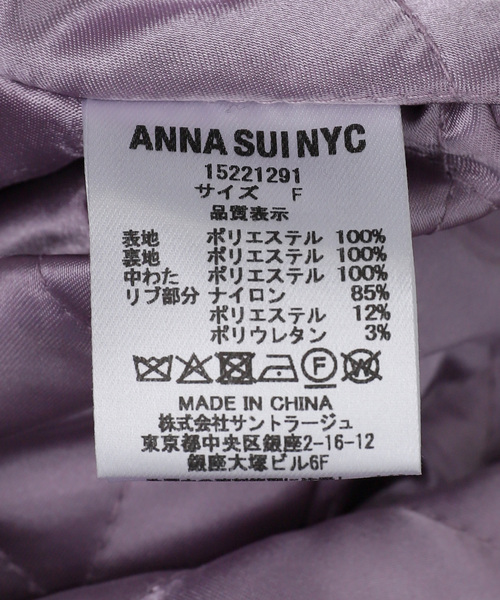 ANNA SUI NYC
15221291
サイズ F
品質表示
表地 ポリエステル 100%
裏地 ポリエステル 100%
中わた ポリエステル 100%
リブ部分 ナイロン 85%
ポリエステル 12%
ポリウレタン 3%
F W
MADE IN CHINA
株式会社サントラージュ
東京都中央区銀座2-16-12
銀座大塚ビル6F